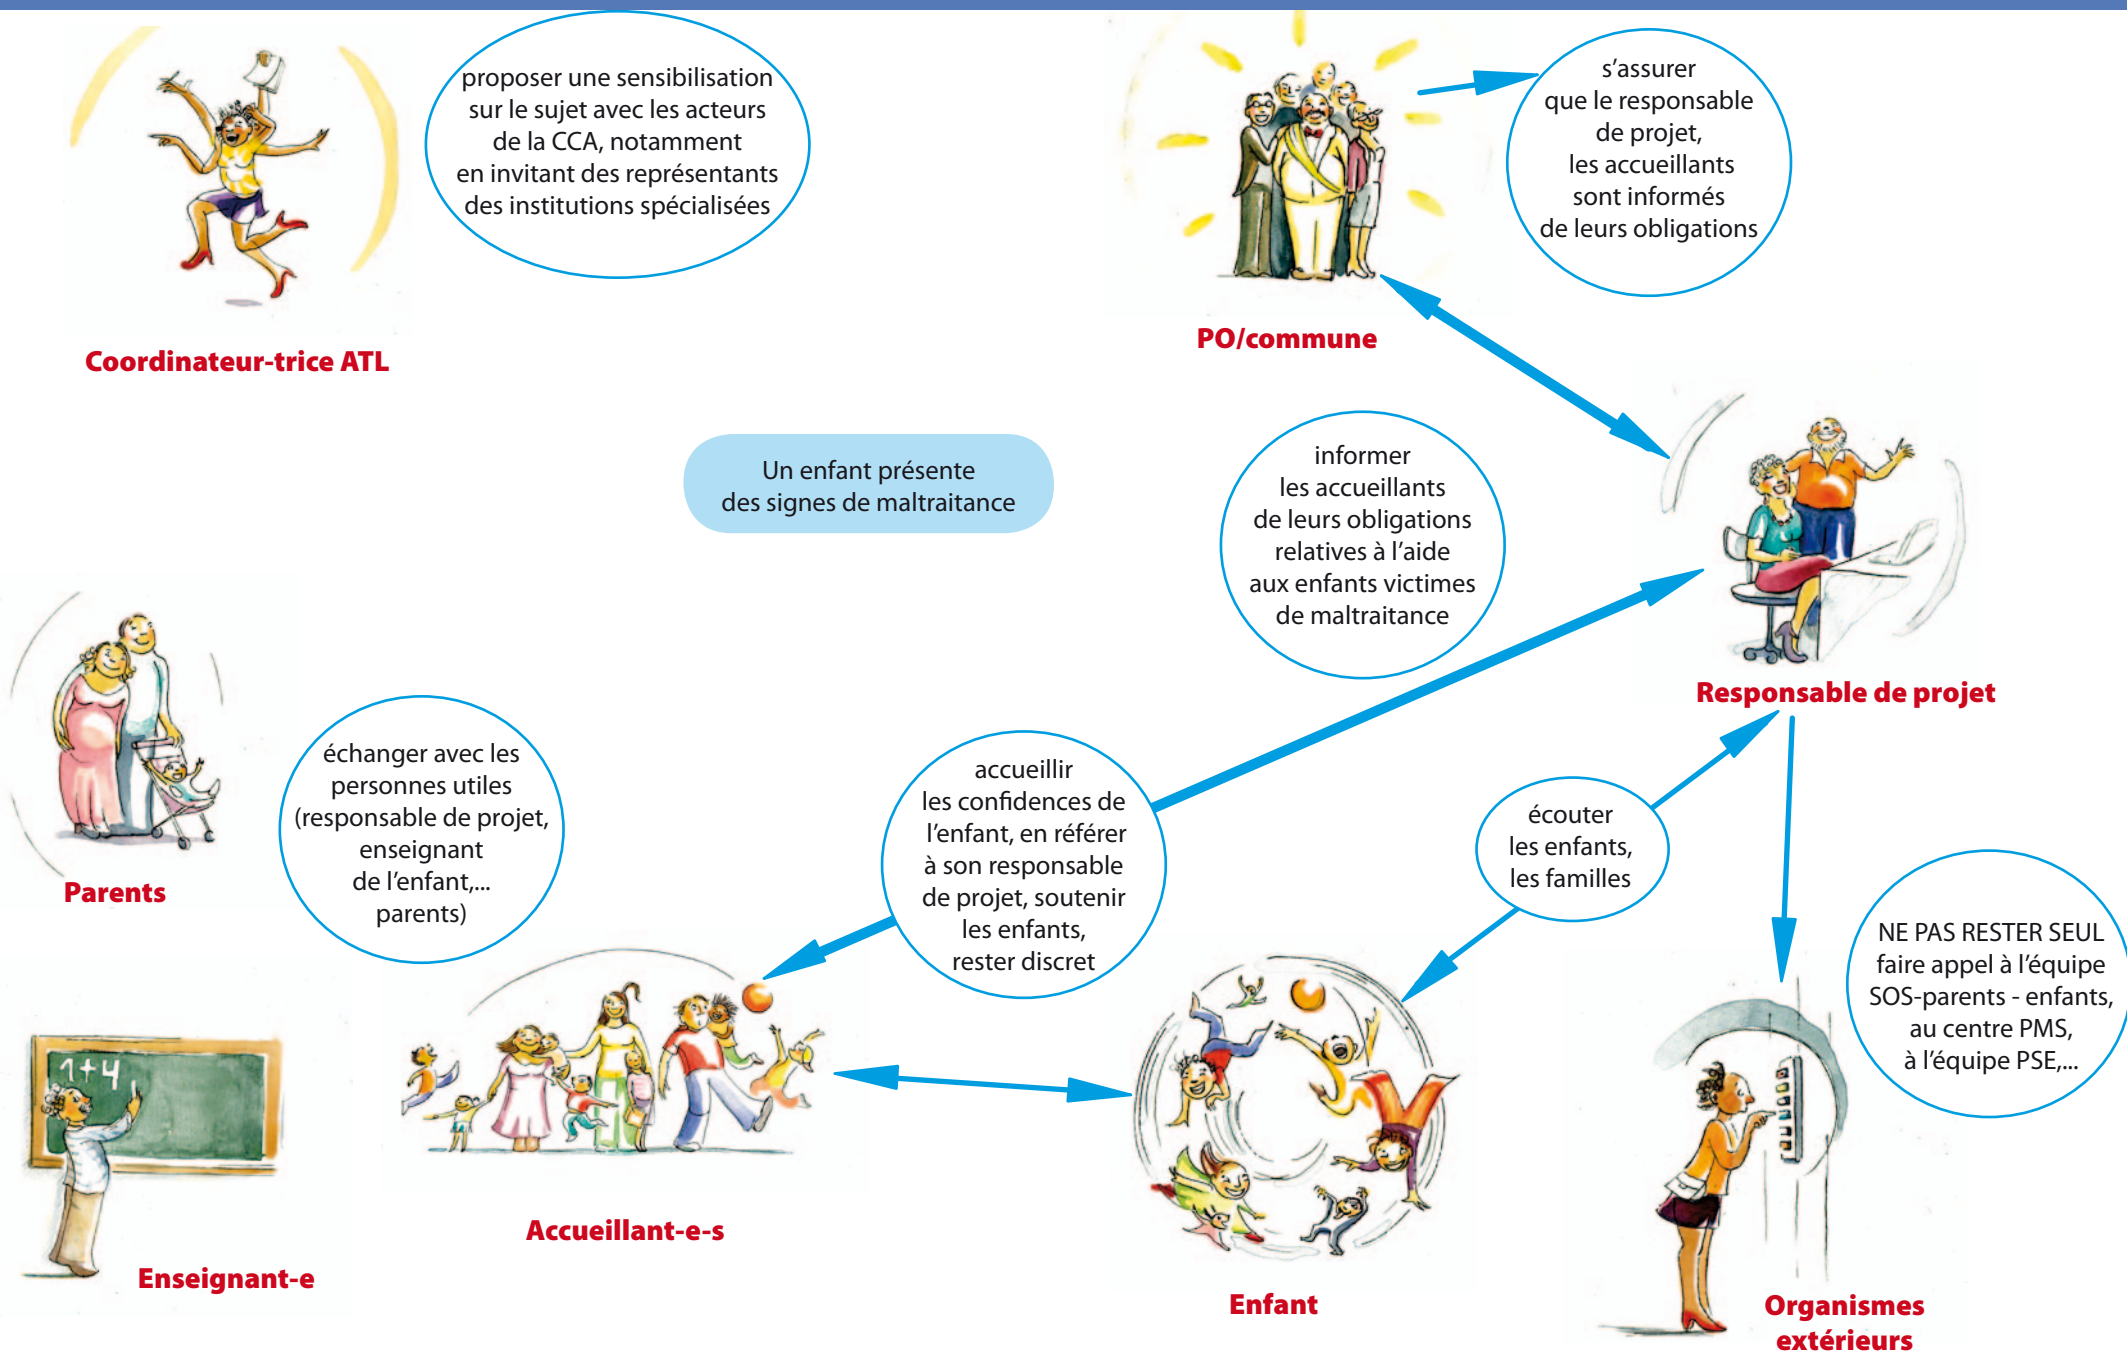 proposer une sensibilisation
sur le sujet avec les acteurs
de la CCA, notamment
en invitant des représentants
des institutions spécialisées
Coordinateur-trice ATL
s’assurer
que le responsable
de projet,
les accueillants
sont informés
de leurs obligations
PO/commune
Un enfant présente
des signes de maltraitance
informer
les accueillants
de leurs obligations
relatives à l’aide
aux enfants victimes
de maltraitance
Responsable de projet
Parents
échanger avec les
personnes utiles
(responsable de projet,
enseignant
de l’enfant,...
parents)
accueillir
les confidences de
l’enfant, en référer
à son responsable
de projet, soutenir
les enfants,
rester discret
écouter
les enfants,
les familles
NE PAS RESTER SEUL
faire appel à l’équipe
SOS-parents - enfants,
au centre PMS,
à l’équipe PSE,...
1+4
Enseignant-e
Accueillant-e-s
Enfant
Organismes
extérieurs